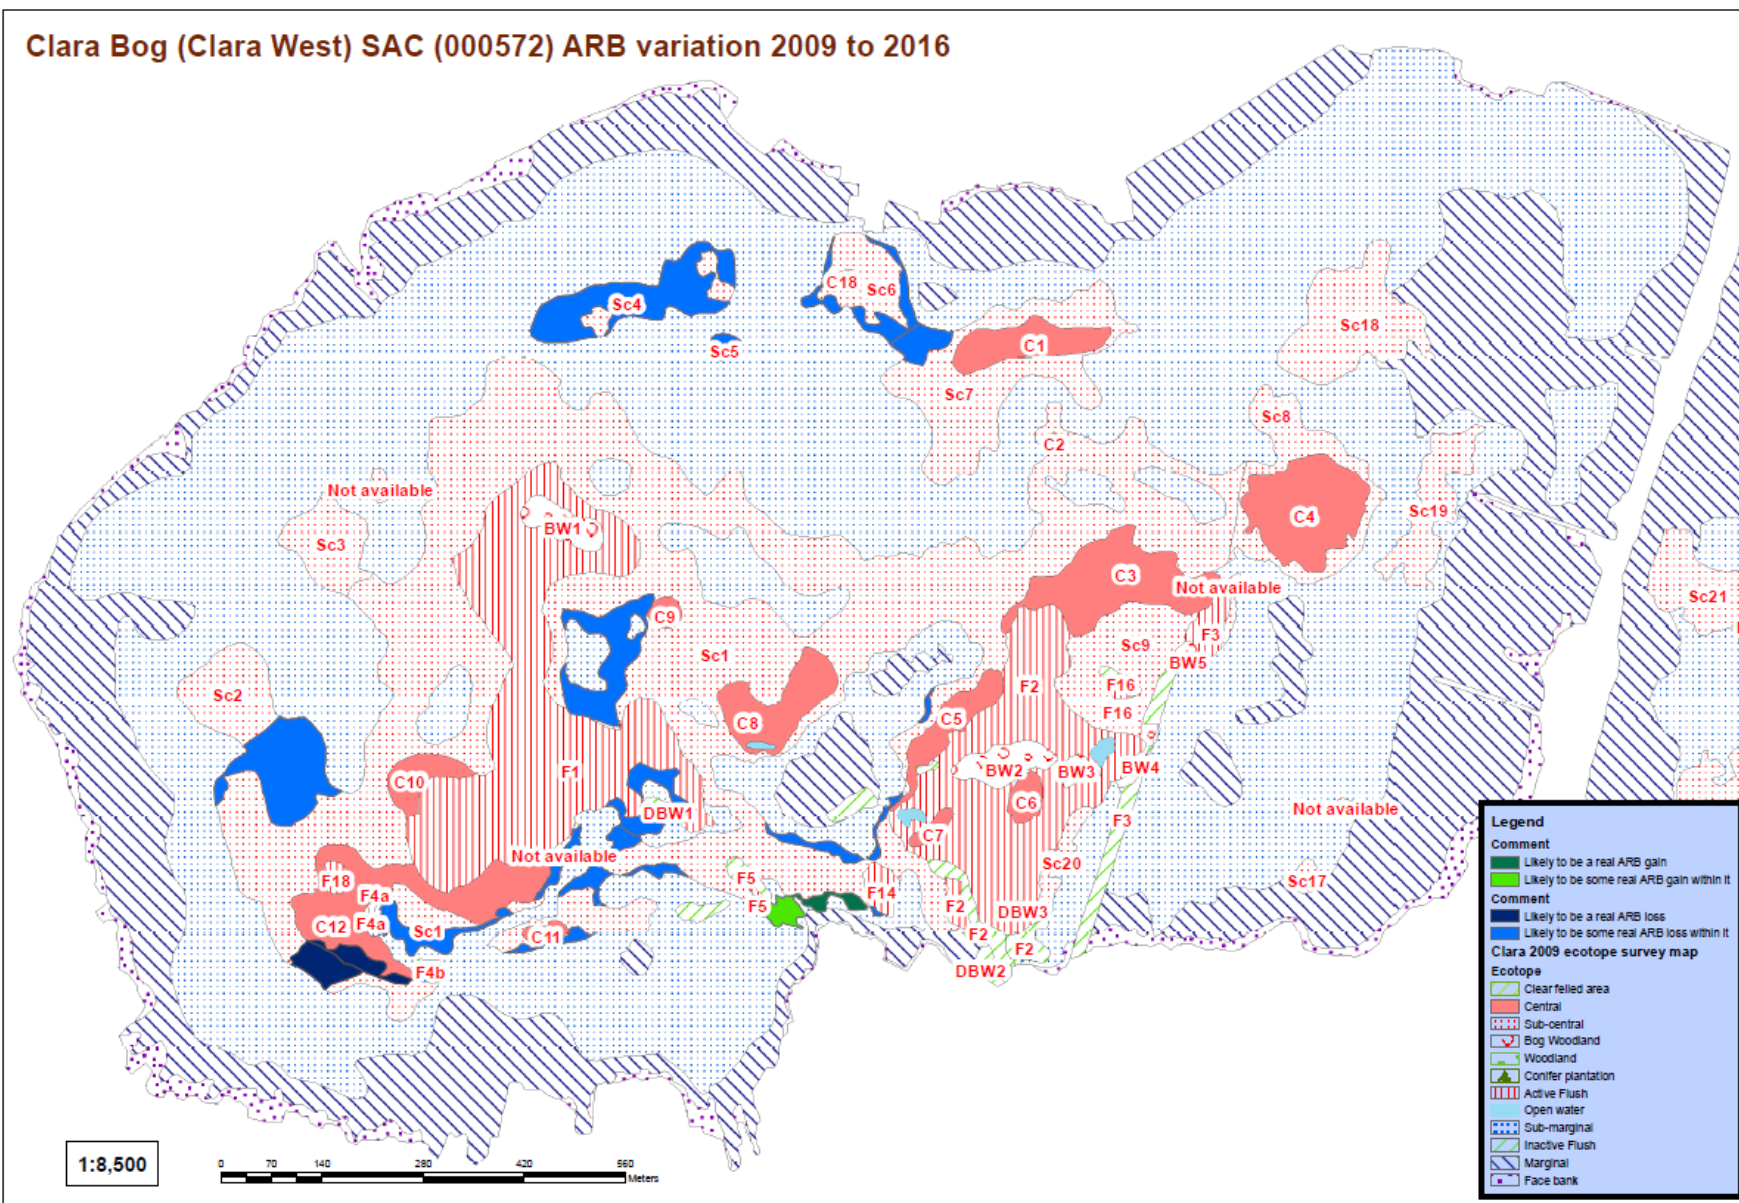 Clara Bog (Clara West) SAC (000572) ARB variation 2009 to 2016
Sc4
C18
Sc6
Sc5
C1
Sc18
Sc7
Sc8
C2
Not available
Sc3
BW1
C4
Sc19
C3
Not available
Sc21
C9
Sc1
Sc9
F3
BW5
Sc2
F2
F16
F16
C8
C5
C10
F1
BW2
BW3
BW4
DBW1
C6
Not available
C7
F3
Not available
Sc20
F18
F4a
F5
F14
Sc17
F4a
F5
F2
DBW3
C12
Sc1
C11
F2
F2
F4b
DBW2
Legend
Comment
Likely to be a real ARB gain
Likely to be some real ARB gain within it
Comment
Likely to be a real ARB loss
Likely to be some real ARB loss within it
Clara 2009 ecotope survey map
Ecotope
Clear felled area
Central
Sub-central
Bog Woodland
Woodland
Conifer plantation
Active Flush
Open water
Sub-marginal
Inactive Flush
Marginal
Face bank
1:8,500
0 70 140 280 420 560
Meters